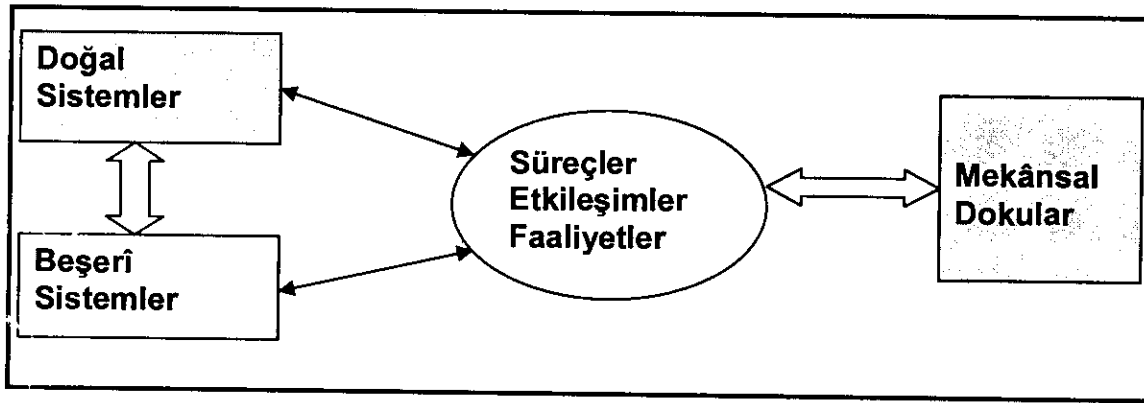 Doğal
Sistemler
Süreçler
Etkileşimler
Faaliyetler
Mekânsal
Dokular
Beşerî
Sistemler